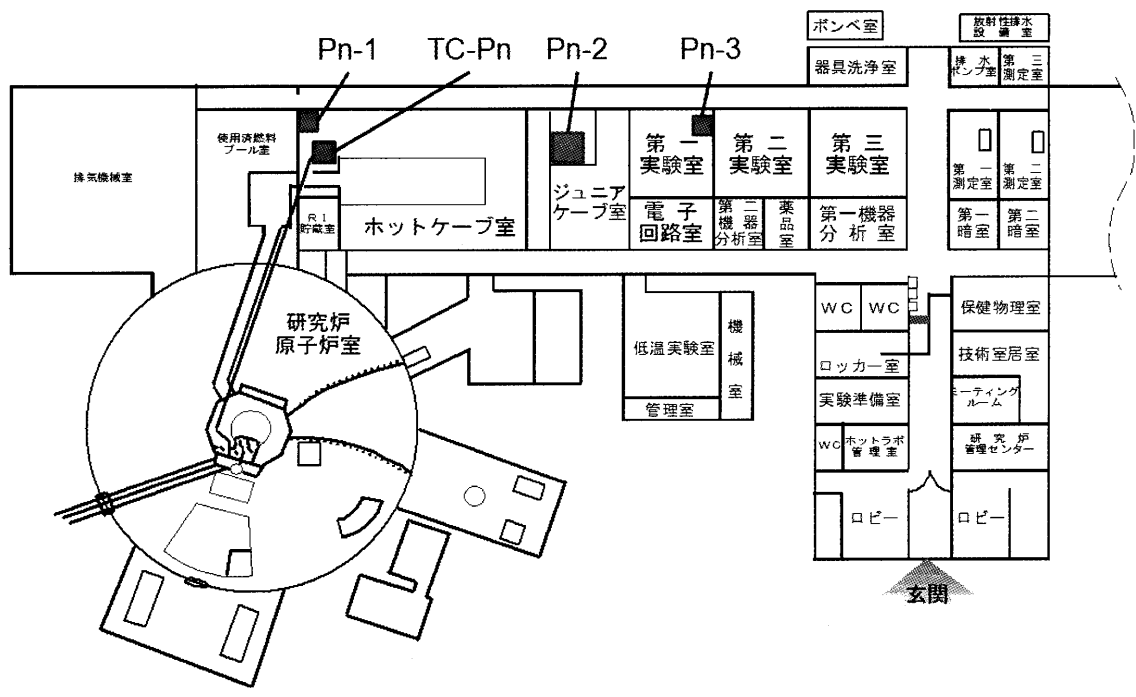 ボンベ室
放射性排水
設備室
Pn-1
TC-Pn
Pn-2
Pn-3
器具洗浄室
排水
ポンプ室
第三
測定室
使用済燃料
プール室
排気機械室
第一
実験室
第二
実験室
第三
実験室
第一
測定室
第二
測定室
ジュニア
ケーブ室
RI
貯蔵室
ホットケーブ室
電子
回路室
第二
機器
分析室
薬品室
第一機器
分析室
第一
暗室
第二
暗室
研究炉
原子炉室
WC
WC
保健物理室
低温実験室
機械室
ロッカー室
技術室居室
管理室
実験準備室
ミーティング
ルーム
WC
ホットラボ
管理室
研究炉
管理センター
ロビー
ロビー
玄関